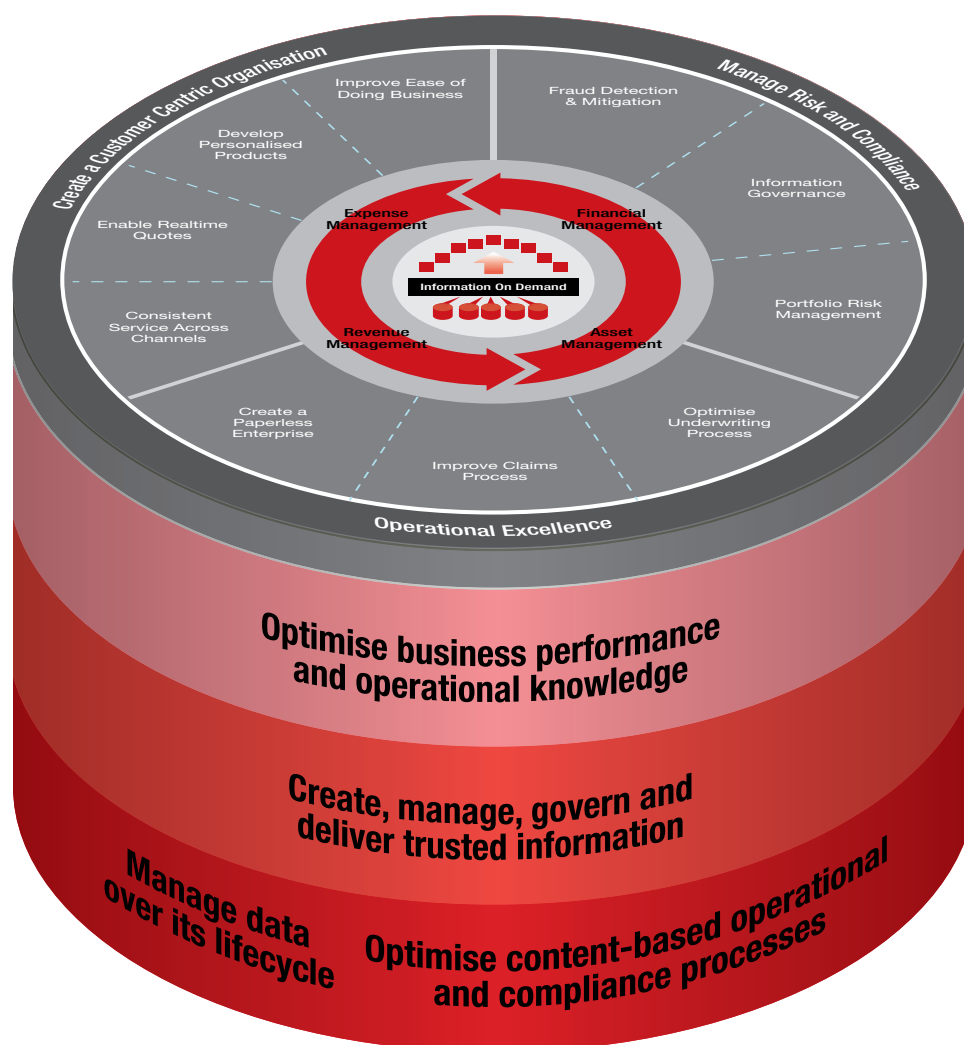 Create a Customer Centric Organisation
Manage Risk and Compliance
Improve Ease of
Doing Business
Fraud Detection
& Mitigation
Develop
Personalised
Products
Information
Governance
Enable Realtime
Quotes
Expense
Management
Financial
Management
Information On Demand
Consistent
Service Across
Channels
Portfolio Risk
Management
Revenue
Management
Asset
Management
Create a
Paperless
Enterprise
Optimise
Underwriting
Process
Improve Claims
Process
Operational Excellence
Optimise business performance
and operational knowledge
Create, manage, govern and
deliver trusted information
Manage data
over its lifecycle
Optimise content-based operational
and compliance processes